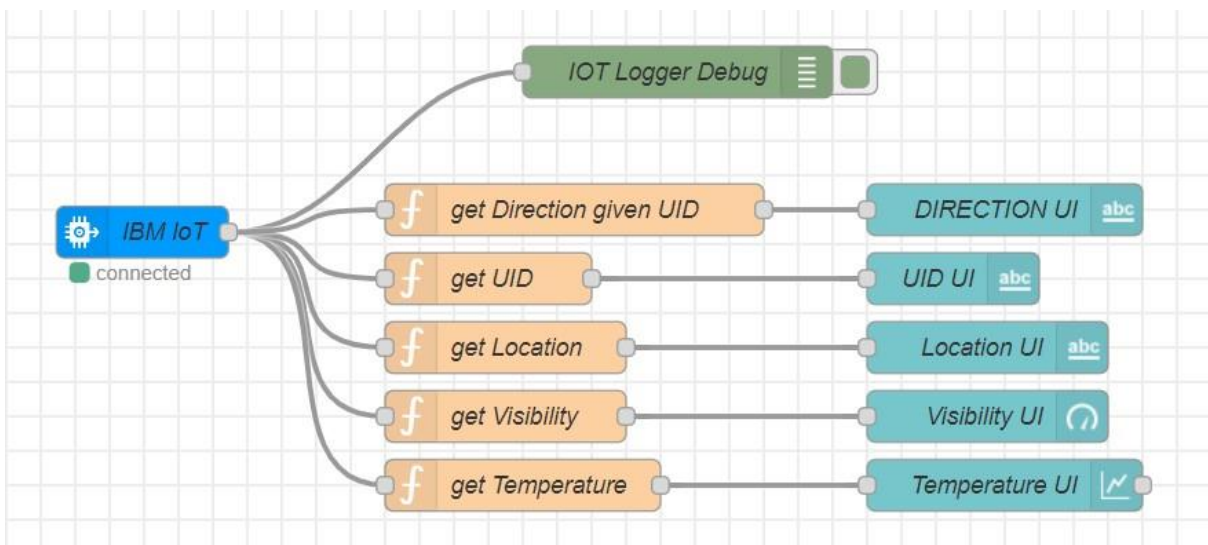 IOT Logger Debug
IBM IoT
connected
get Direction given UID
DIRECTION UI
abc
get UID
UID UI
abc
get Location
Location UI
abc
get Visibility
Visibility UI
get Temperature
Temperature UI